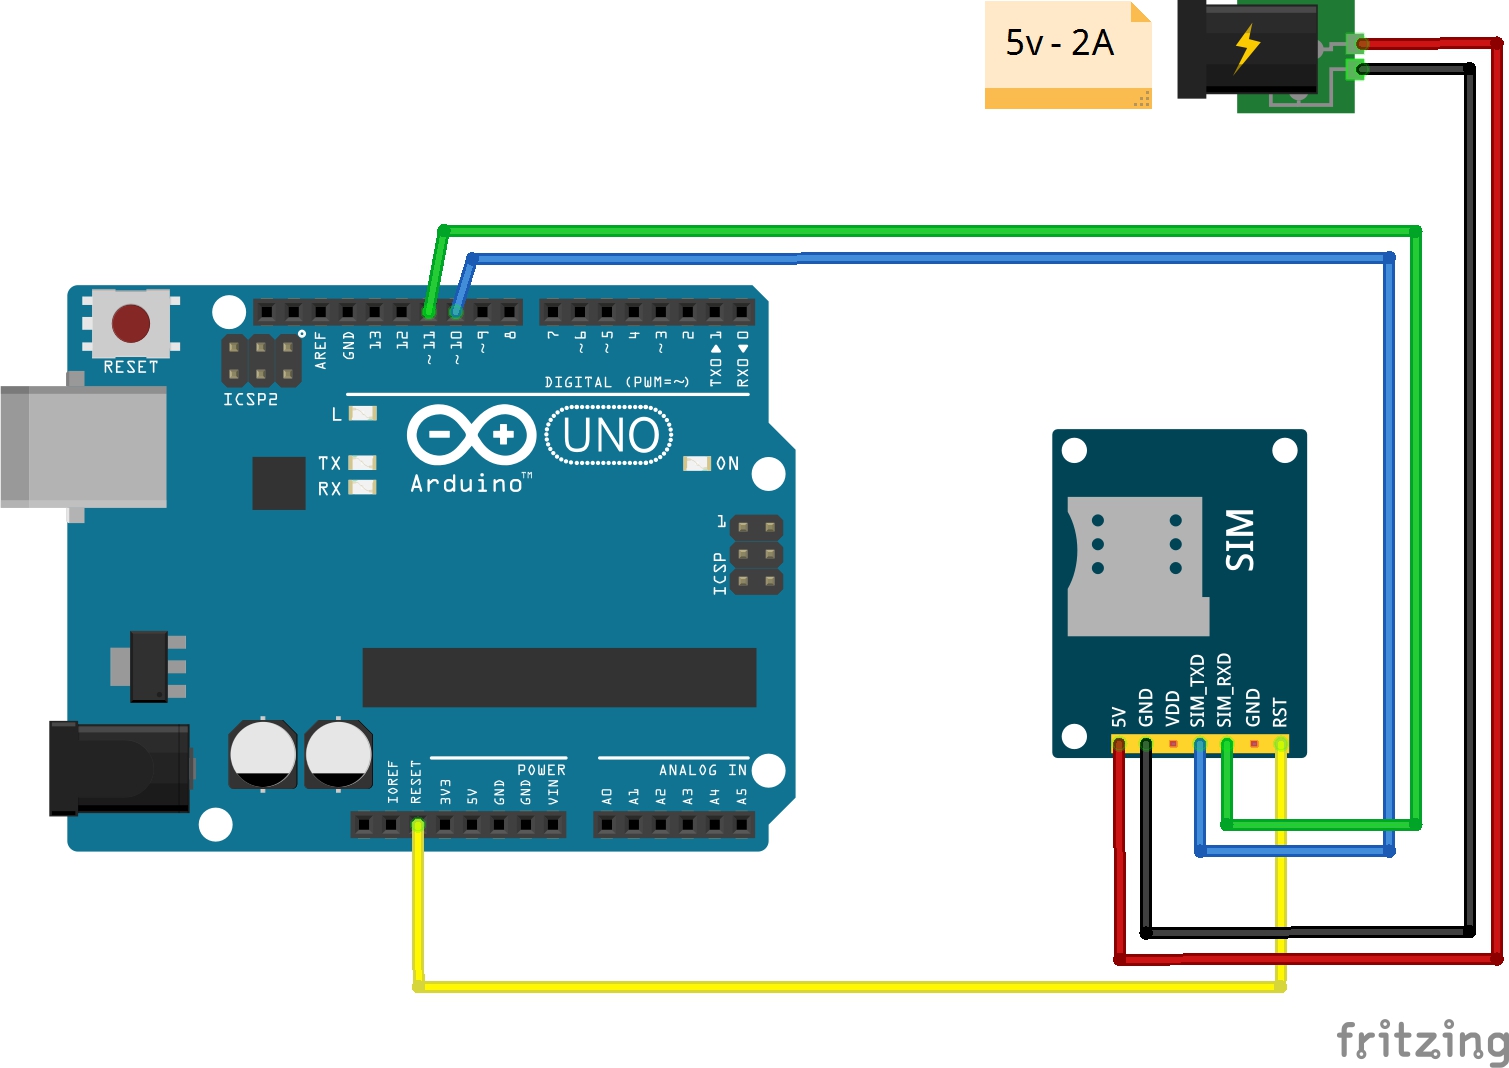 5v - 2A
RESET
ICSP2
AREF
GND
13
12
~11
~10
~9
8
7
~6
~5
4
~3
2
TX0▶1
RX0◀0
DIGITAL (PWM=~)
L
TX
RX
UNO
Arduino™
ON
1
ICSP
SIM
5V
GND
VDD
SIM_TXD
SIM_RXD
GND
RST
POWER
ANALOG IN
IOREF
RESET
3V3
5V
GND
GND
VIN
A0
A1
A2
A3
A4
A5
fritzing